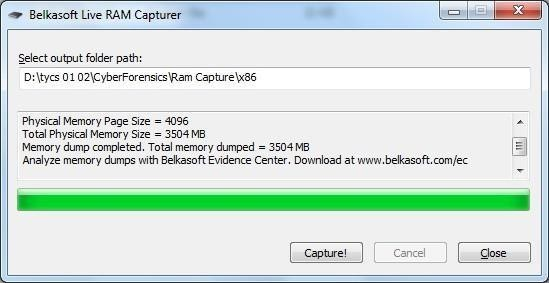 Belkasoft Live RAM Capturer
Select output folder path:
D:\tycs 01 02\CyberForensics\Ram Capture\x86
Physical Memory Page Size = 4096
Total Physical Memory Size = 3504 MB
Memory dump completed. Total memory dumped = 3504 MB
Analyze memory dumps with Belkasoft Evidence Center. Download at www.belkasoft.com/ec
Capture!
Cancel
Close